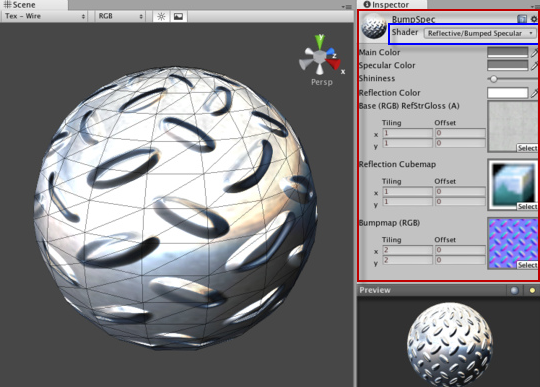 Scene
Inspector
Tex - Wire
RGB
BumpSpec
Shader
Reflective/Bumped Specular
y
z
x
Persp
Main Color
Specular Color
Shininess
Reflection Color
Base (RGB) RefStrGloss (A)
Tiling Offset
x 1 0
y 1 0
Select
Reflection Cubemap
Tiling Offset
x 1 0
y 1 0
Select
Bumpmap (RGB)
Tiling Offset
x 2 0
y 2 0
Select
Preview